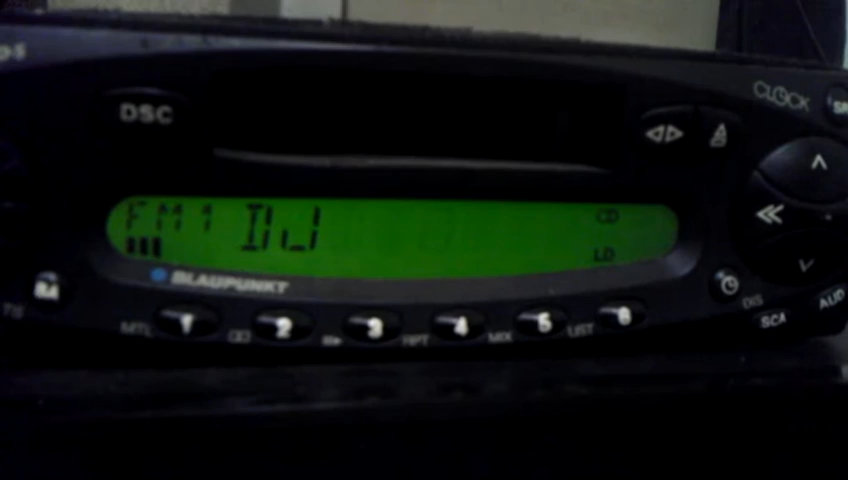 DSC
CLOCK
FM1 DJ
CD
LO
BLAUPUNKT
MTL 1 2 3 RPT 4 MIX 5 LIST 6
DIS
SCA
AUD